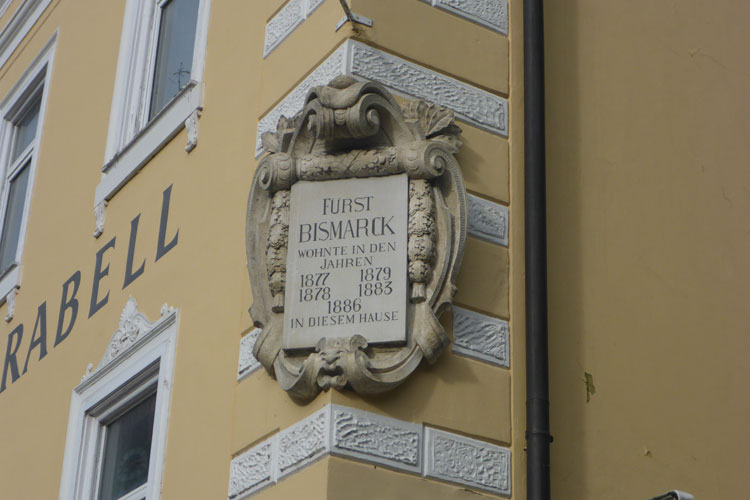 RABELL
FURST
BISMARCK
WOHNTE IN DEN
JAHREN
1877 1879
1878 1883
1886
IN DIESEM HAUSE